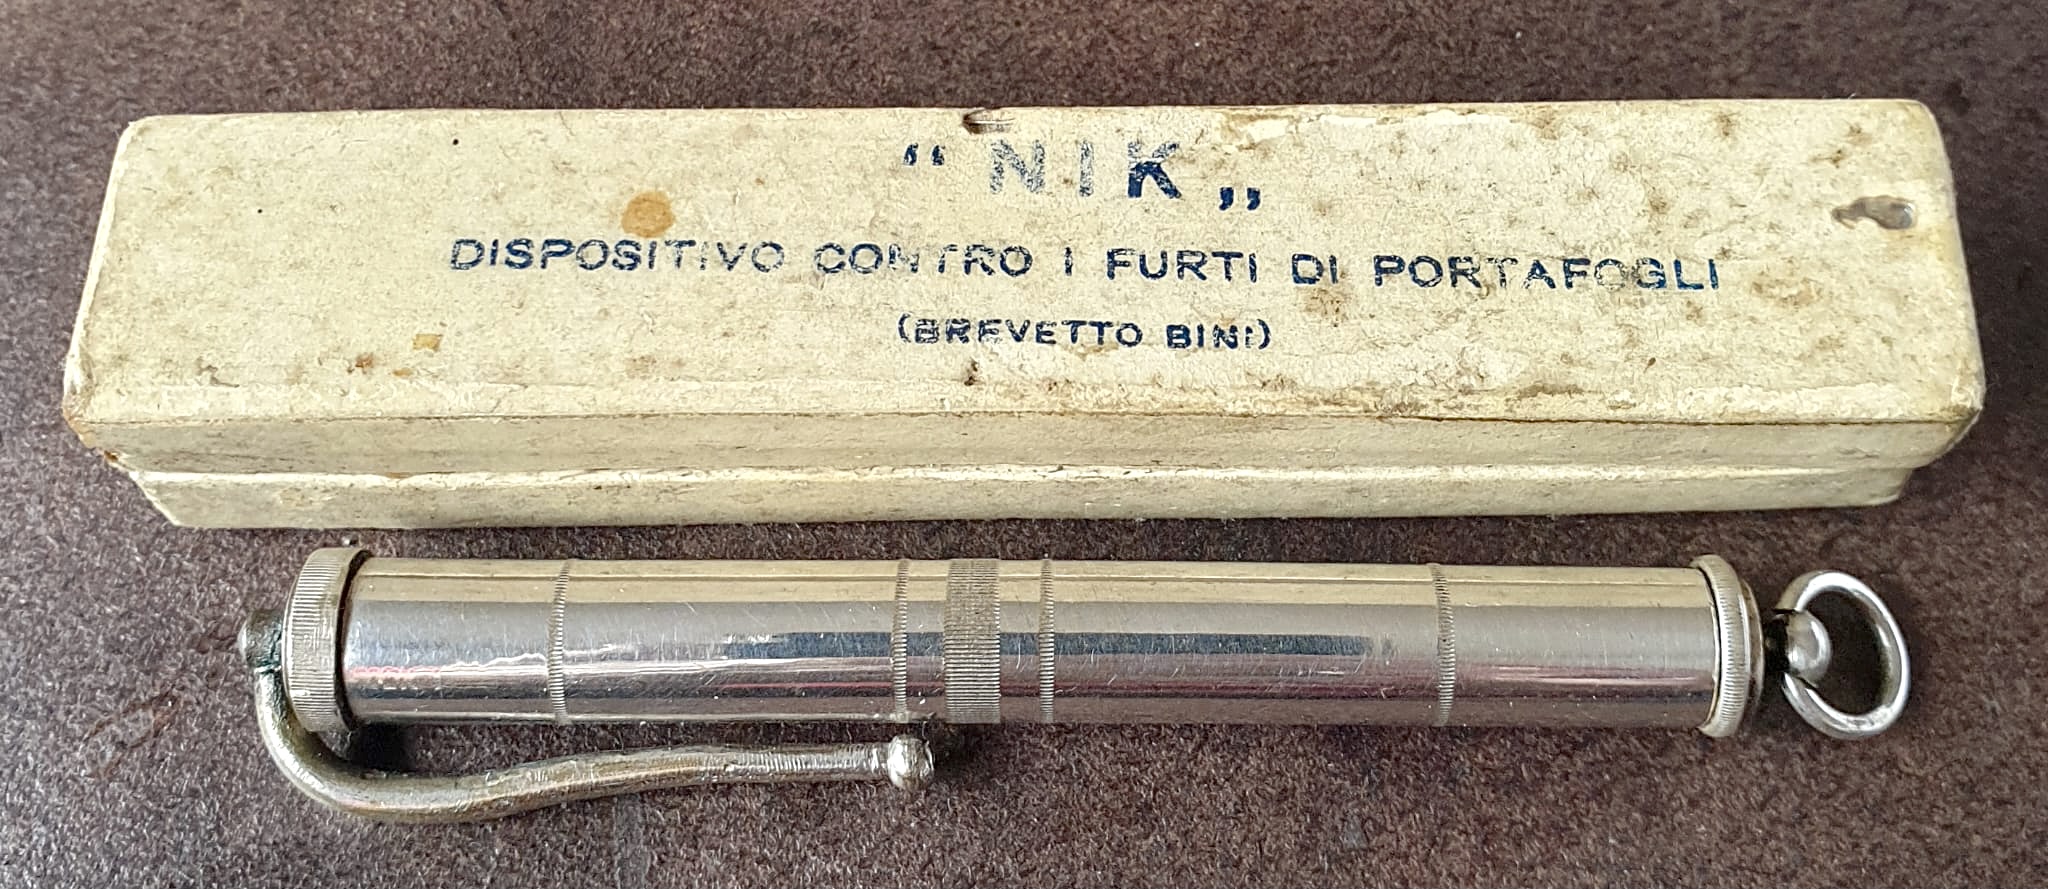 “ NIK „
DISPOSITIVO CONTRO I FURTI DI PORTAFOGLI
(BREVETTO BINI)